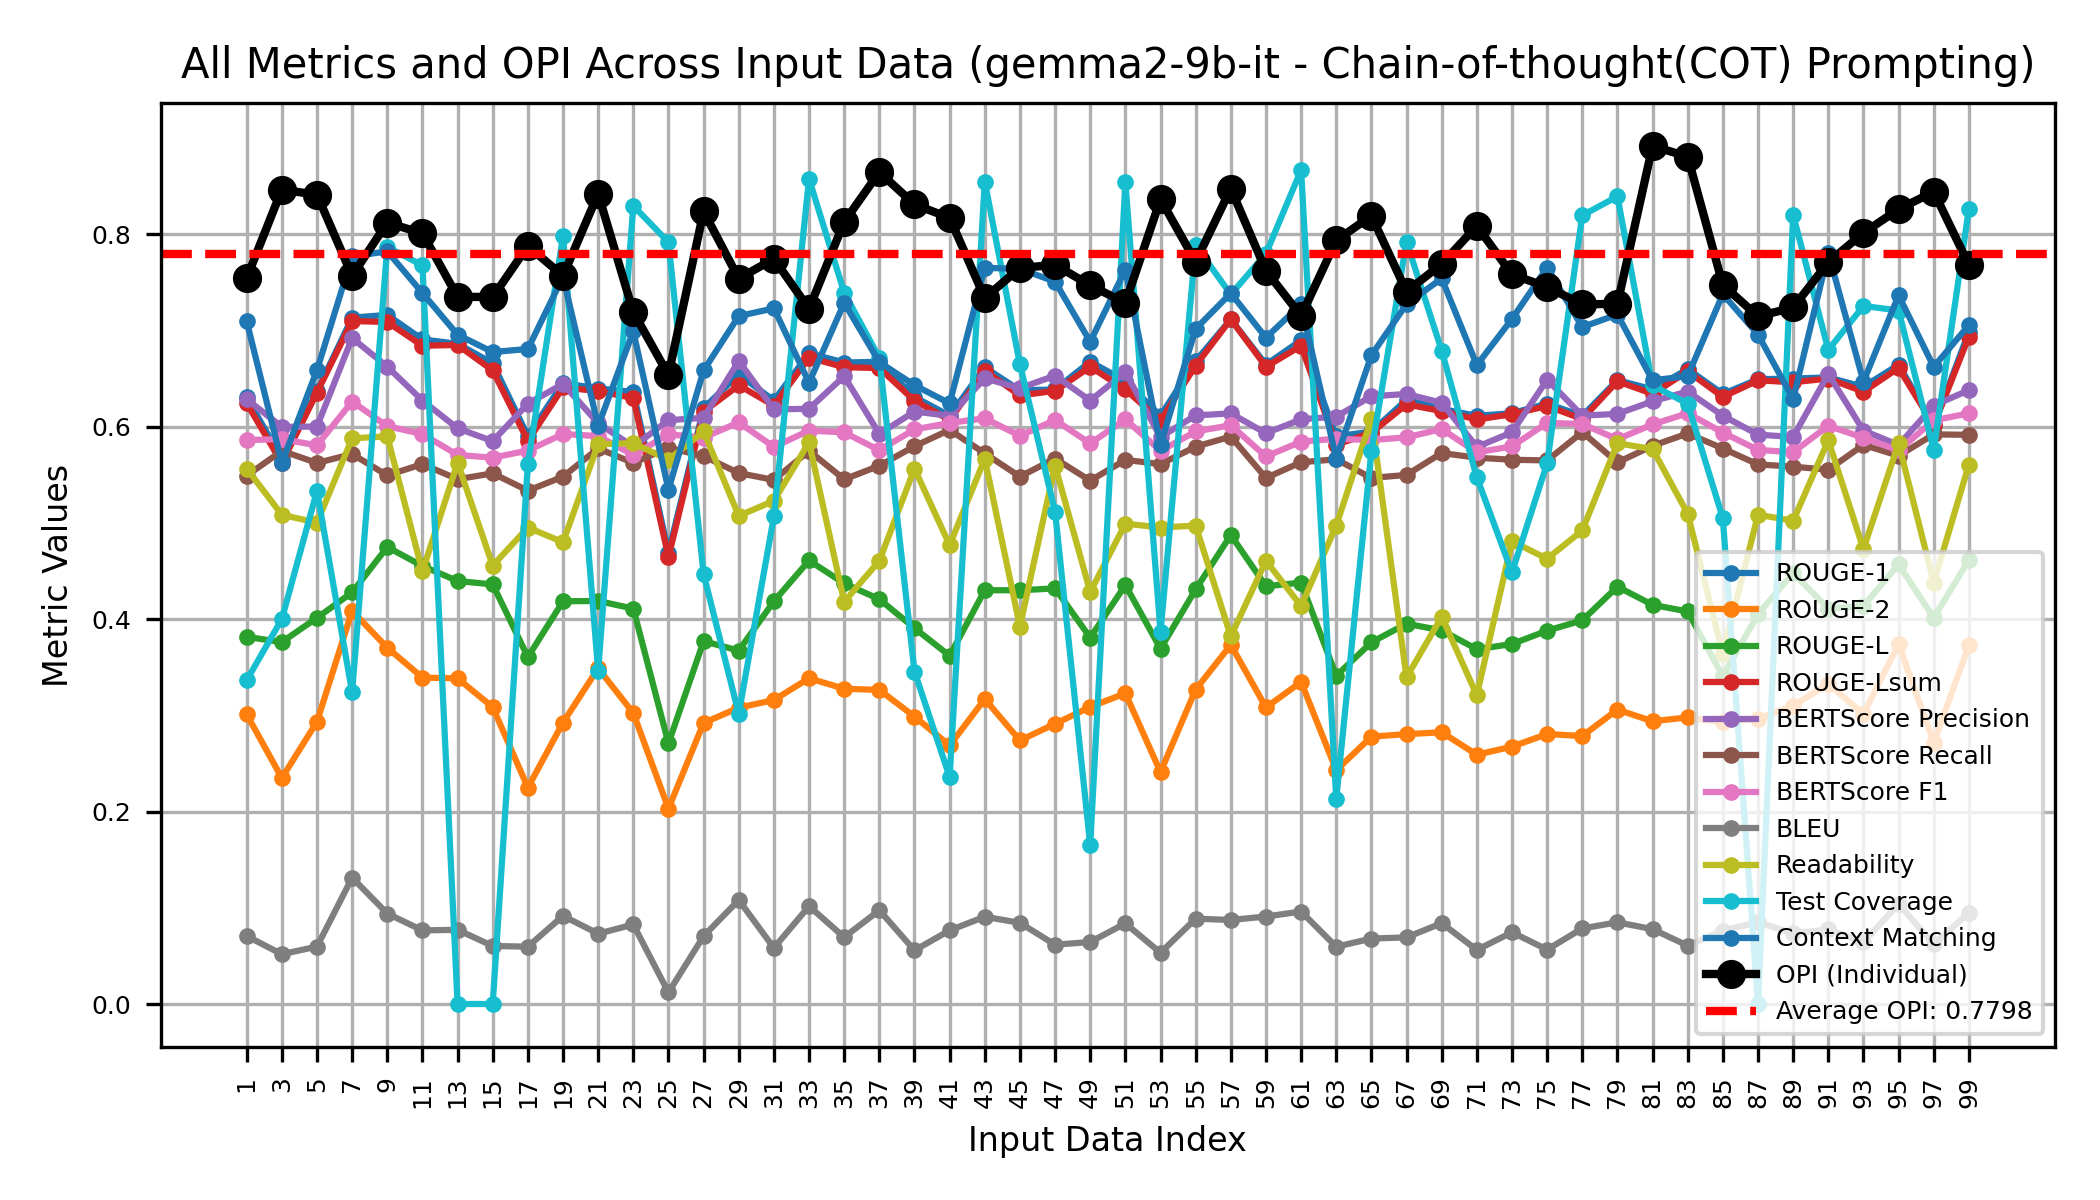 All Metrics and OPI Across Input Data (gemma2-9b-it - Chain-of-thought(COT) Prompting)
Metric Values
0.8
0.6
0.4
0.2
0.0
ROUGE-1
ROUGE-2
ROUGE-L
ROUGE-Lsum
BERTScore Precision
BERTScore Recall
BERTScore F1
BLEU
Readability
Test Coverage
Context Matching
OPI (Individual)
Average OPI: 0.7798
1 3 5 7 9 11 13 15 17 19 21 23 25 27 29 31 33 35 37 39 41 43 45 47 49 51 53 55 57 59 61 63 65 67 69 71 73 75 77 79 81 83 85 87 89 91 93 95 97 99
Input Data Index